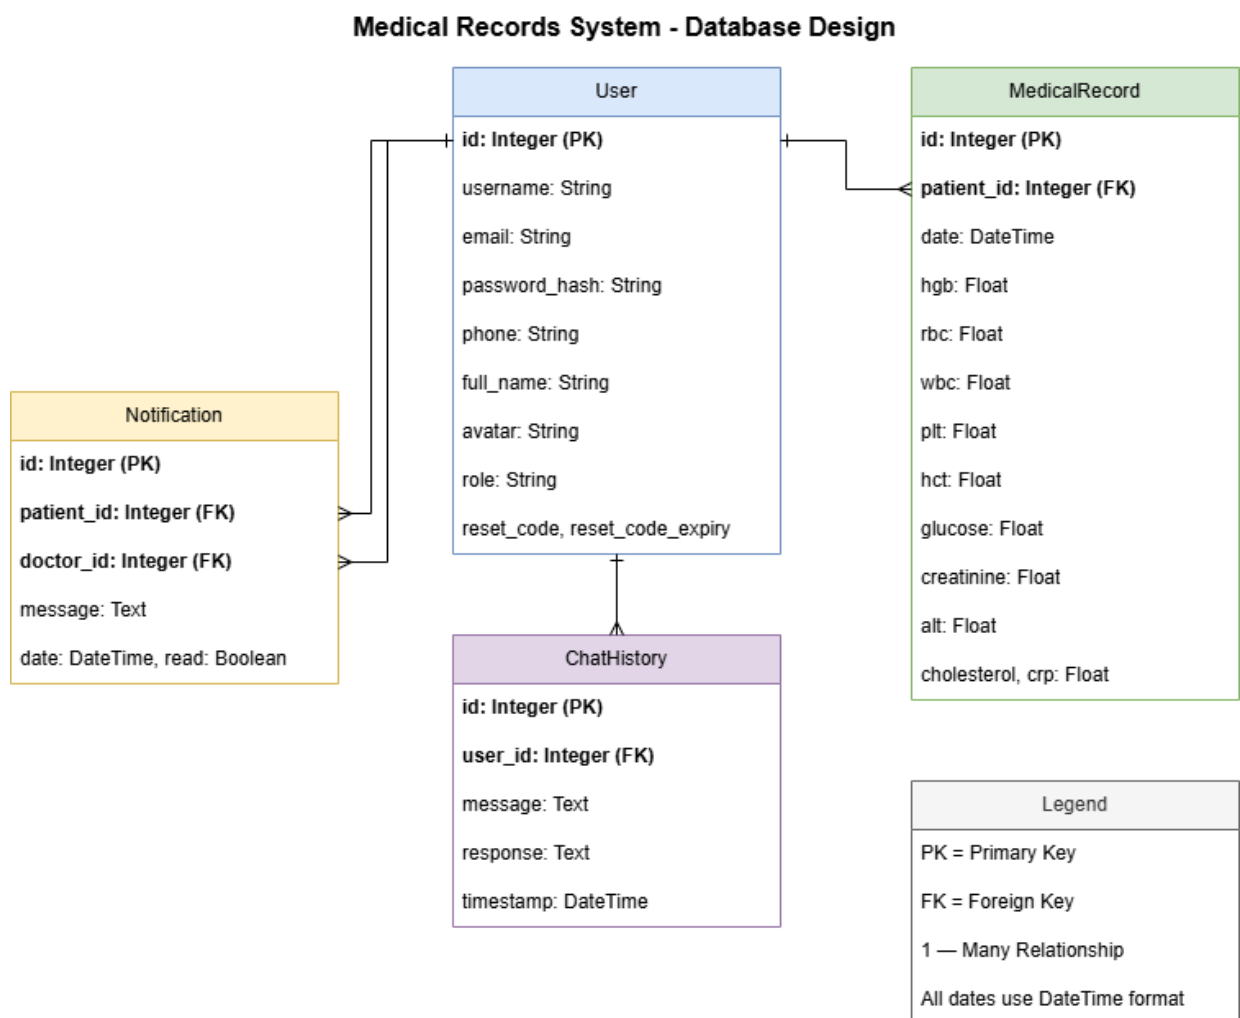 Medical Records System - Database Design
User
id: Integer (PK)
username: String
email: String
password_hash: String
phone: String
full_name: String
avatar: String
role: String
reset_code, reset_code_expiry
MedicalRecord
id: Integer (PK)
patient_id: Integer (FK)
date: DateTime
hgb: Float
rbc: Float
wbc: Float
plt: Float
hct: Float
glucose: Float
creatinine: Float
alt: Float
cholesterol, crp: Float
Notification
id: Integer (PK)
patient_id: Integer (FK)
doctor_id: Integer (FK)
message: Text
date: DateTime, read: Boolean
ChatHistory
id: Integer (PK)
user_id: Integer (FK)
message: Text
response: Text
timestamp: DateTime
Legend
PK = Primary Key
FK = Foreign Key
1 — Many Relationship
All dates use DateTime format